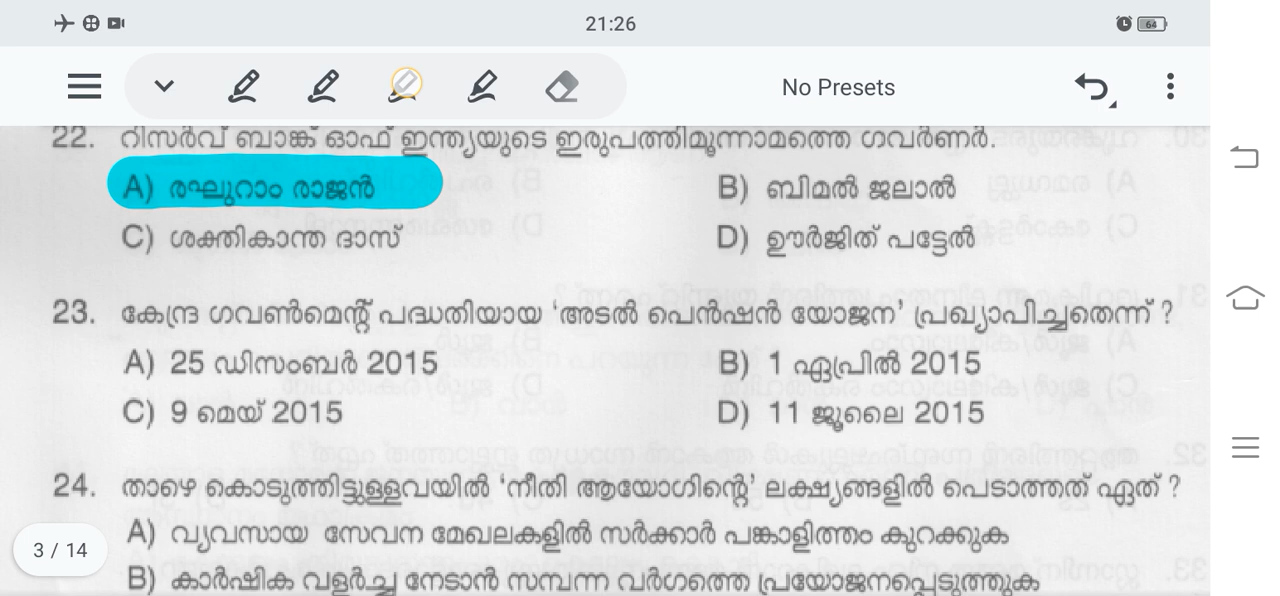 21:26
64
No Presets
22. റിസർവ് ബാങ്ക് ഓഫ് ഇന്ത്യയുടെ ഇരുപത്തിമൂന്നാമത്തെ ഗവർണർ.
A) രഘുറാം രാജൻ B) ബിമൽ ജലാൽ
C) ശക്തികാന്ത ദാസ് D) ഊർജിത് പട്ടേൽ
23. കേന്ദ്ര ഗവൺമെന്റ് പദ്ധതിയായ ‘അടൽ പെൻഷൻ യോജന’ പ്രഖ്യാപിച്ചതെന്ന് ?
A) 25 ഡിസംബർ 2015 B) 1 ഏപ്രിൽ 2015
C) 9 മെയ് 2015 D) 11 ജൂലൈ 2015
24. താഴെ കൊടുത്തിട്ടുള്ളവയിൽ ‘നീതി ആയോഗിന്റെ’ ലക്ഷ്യങ്ങളിൽ പെടാത്തത് ഏത് ?
A) വ്യവസായ സേവന മേഖലകളിൽ സർക്കാർ പങ്കാളിത്തം കുറക്കുക
3 / 14
B) കാർഷിക വളർച്ച നേടാൻ സമ്പന്ന വർഗത്തെ പ്രയോജനപ്പെടുത്തുക